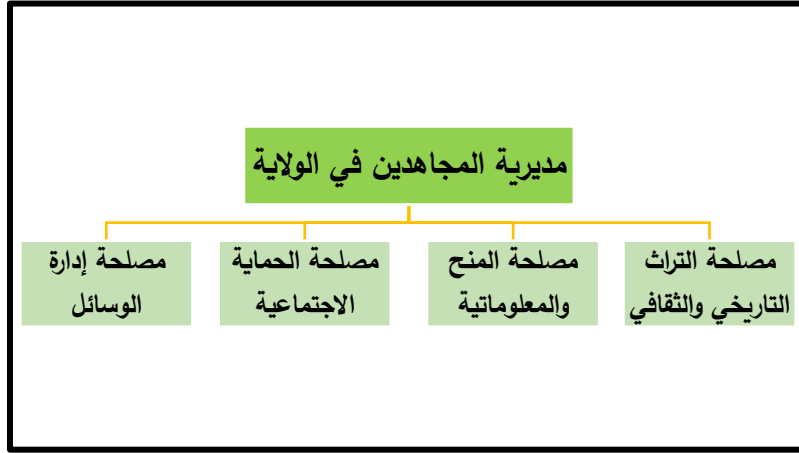 مديرية المجاهدين في الولاية
مصلحة التراث
التاريخي والثقافي
مصلحة المنح
والمعلوماتية
مصلحة الحماية
الاجتماعية
مصلحة إدارة
الوسائل